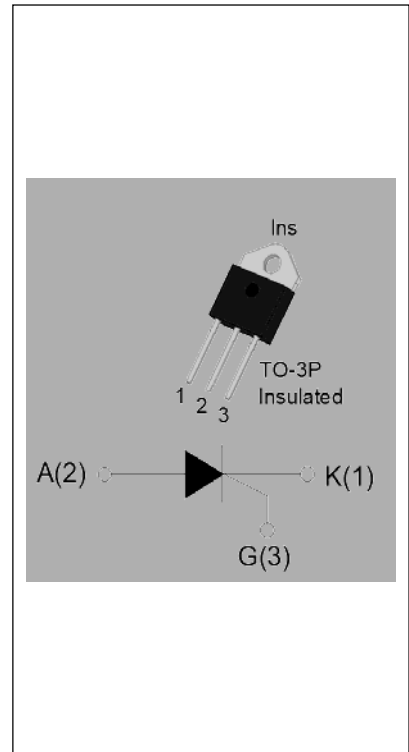 Ins
TO-3P
Insulated
1 2 3
A(2)
K(1)
G(3)